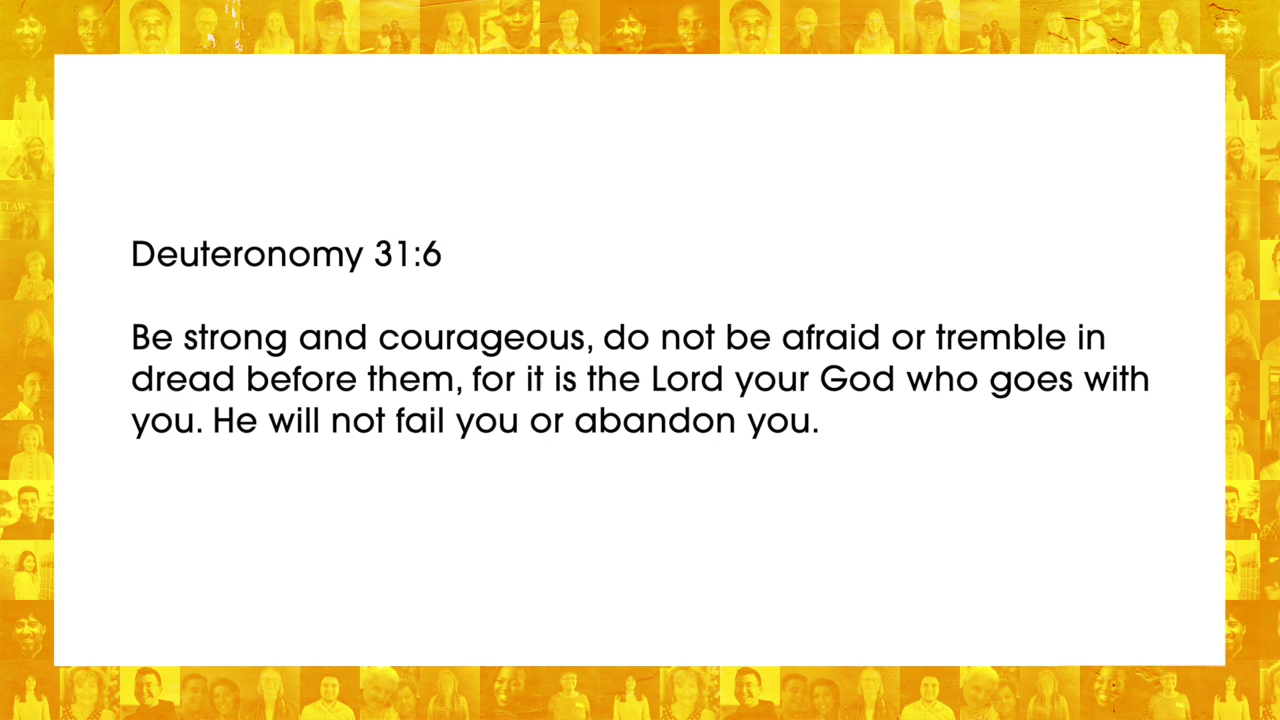 Deuteronomy 31:6
Be strong and courageous, do not be afraid or tremble in
dread before them, for it is the Lord your God who goes with
you. He will not fail you or abandon you.